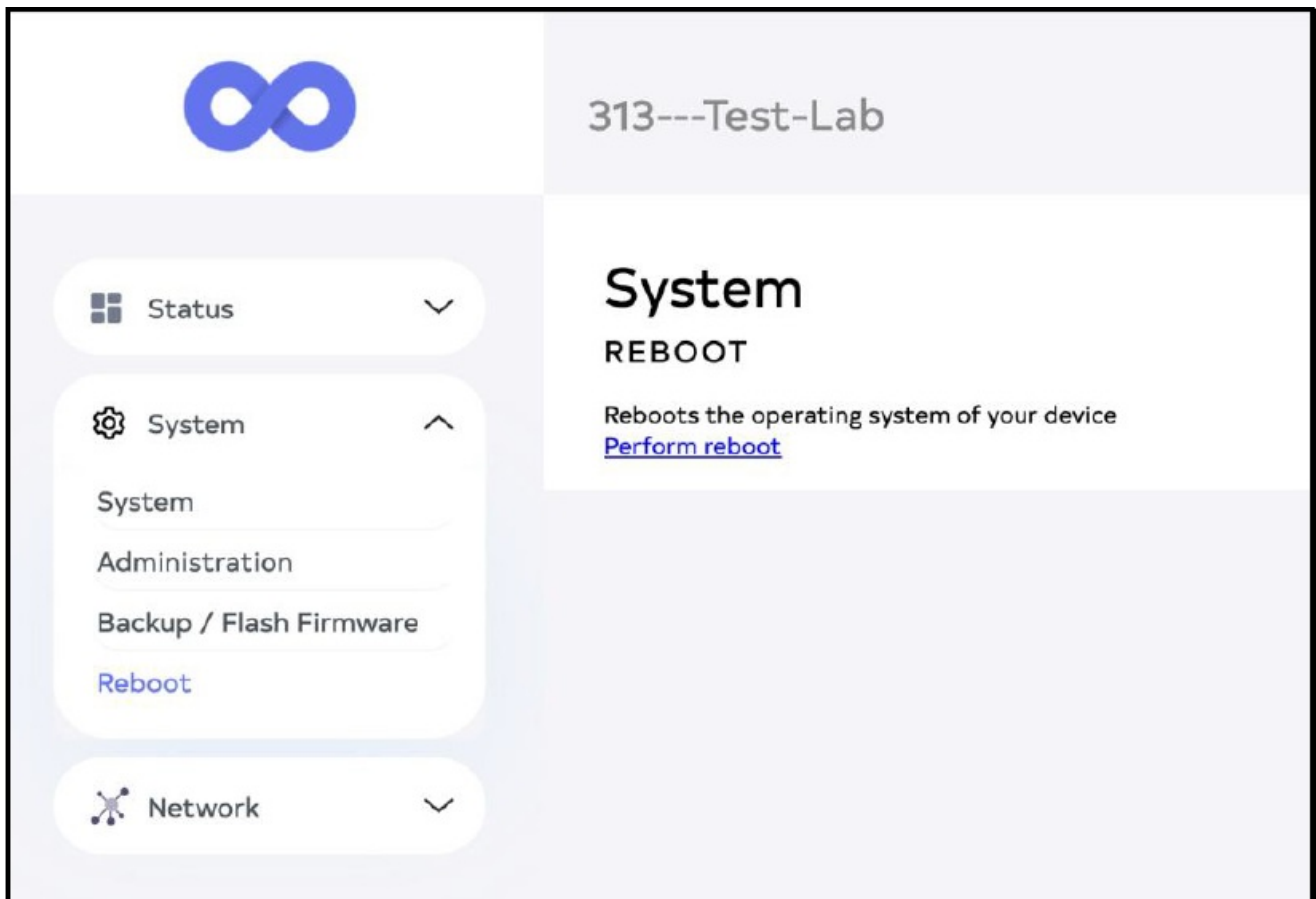 313---Test-Lab
Status
System
System
Administration
Backup / Flash Firmware
Reboot
Network
System
REBOOT
Reboots the operating system of your device
Perform reboot